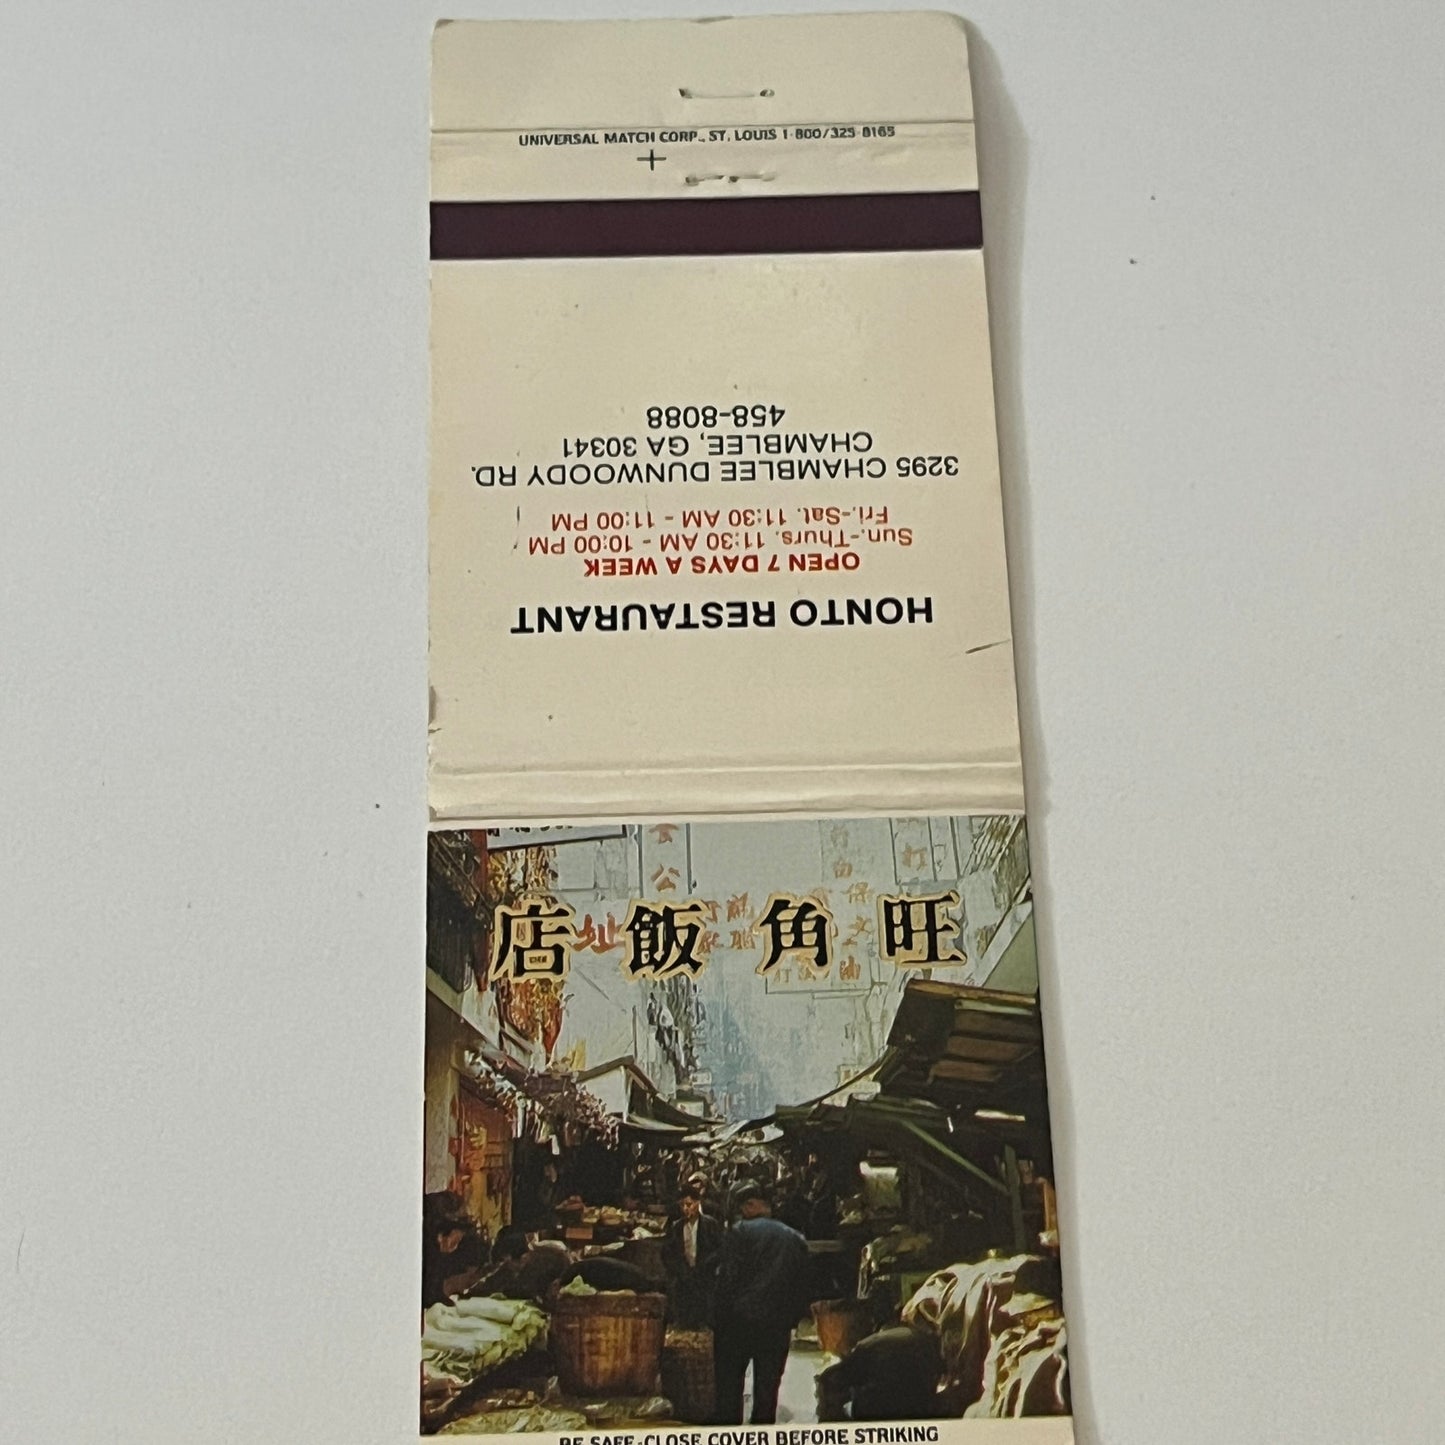 UNIVERSAL MATCH CORP., ST. LOUIS 1-800/325-8165
HONTO RESTAURANT
OPEN 7 DAYS A WEEK
Sun.-Thurs. 11:30 AM - 10:00 PM
Fri.-Sat. 11:30 AM - 11:00 PM
3295 CHAMBLEE DUNWOODY RD.
CHAMBLEE, GA 30341
458-8088
旺角飯店
BE SAFE-CLOSE COVER BEFORE STRIKING